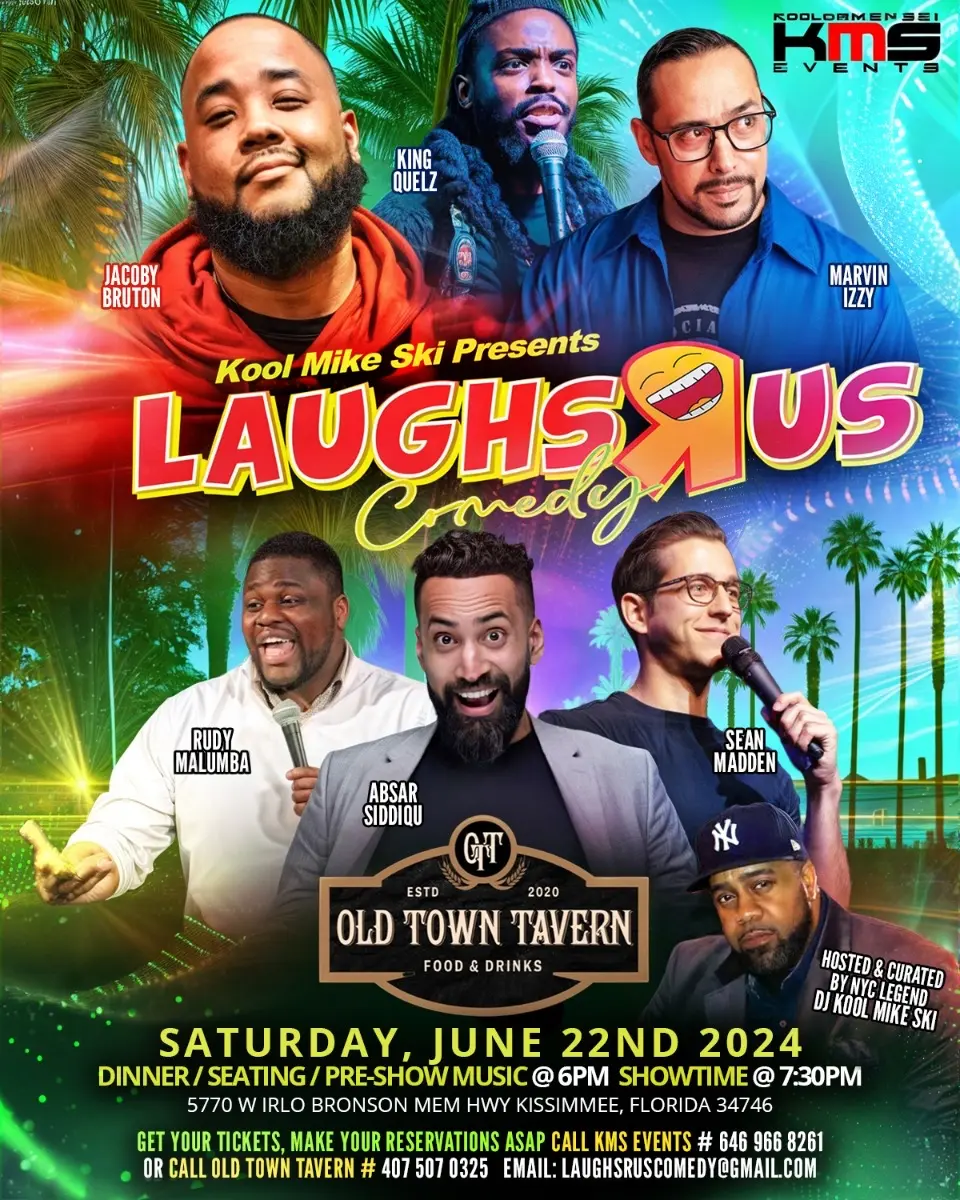 KOOLORMENSEI
KMS
EVENTS
KING
QUELZ
JACOBY
BRUTON
MARVIN
IZZY
Kool Mike Ski Presents
LAUGHS R US
Comedy
RUDY
MALUMBA
SEAN
MADDEN
ABSAR
SIDDIQU
NY
GTT
ESTD 2020
OLD TOWN TAVERN
FOOD & DRINKS
HOSTED & CURATED
BY NYC LEGEND
DJ KOOL MIKE SKI
SATURDAY, JUNE 22ND 2024
DINNER / SEATING / PRE-SHOW MUSIC @ 6PM SHOWTIME @ 7:30PM
5770 W IRLO BRONSON MEM HWY KISSIMMEE, FLORIDA 34746
GET YOUR TICKETS, MAKE YOUR RESERVATIONS ASAP CALL KMS EVENTS # 646 966 8261
OR CALL OLD TOWN TAVERN # 407 507 0325 EMAIL: LAUGHSRUSCOMEDY@GMAIL.COM